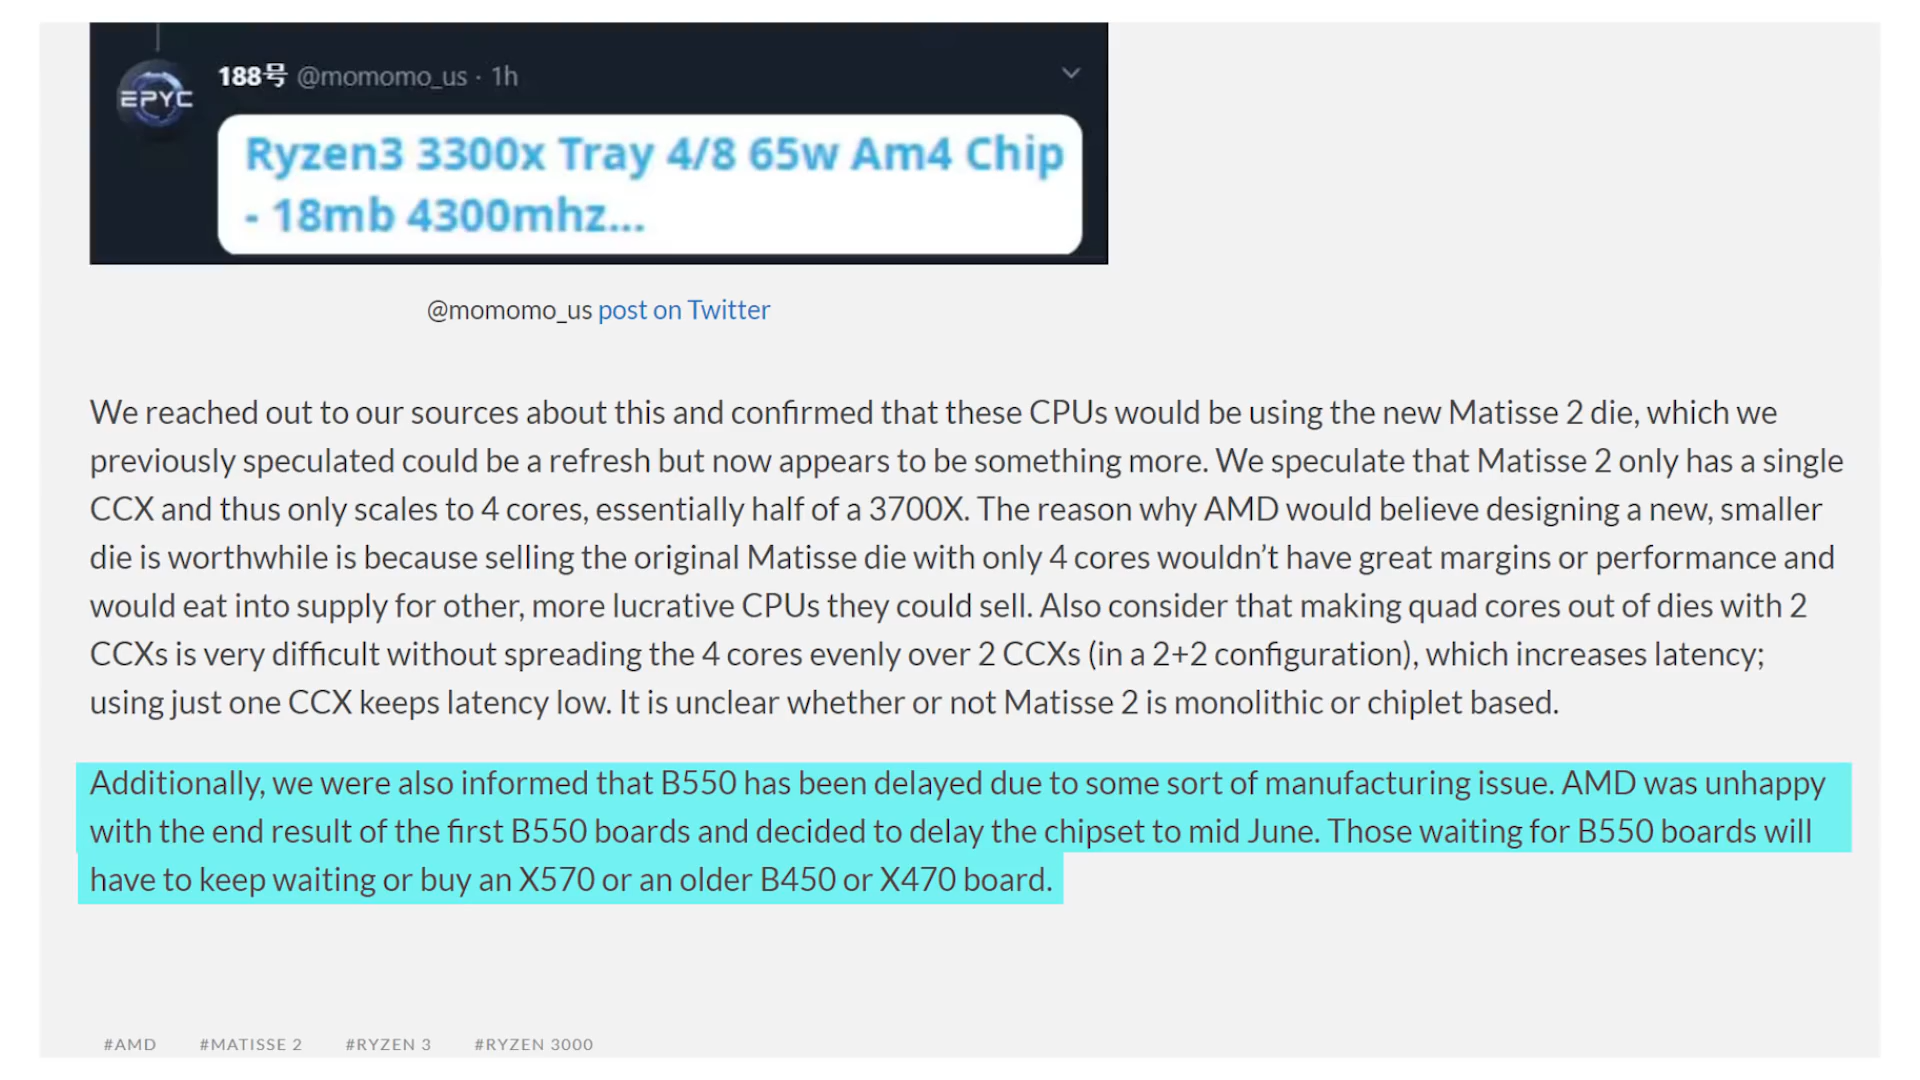 EPYC
188号 @momomo_us · 1h
Ryzen3 3300x Tray 4/8 65w Am4 Chip
- 18mb 4300mhz...
@momomo_us post on Twitter
We reached out to our sources about this and confirmed that these CPUs would be using the new Matisse 2 die, which we
previously speculated could be a refresh but now appears to be something more. We speculate that Matisse 2 only has a single
CCX and thus only scales to 4 cores, essentially half of a 3700X. The reason why AMD would believe designing a new, smaller
die is worthwhile is because selling the original Matisse die with only 4 cores wouldn’t have great margins or performance and
would eat into supply for other, more lucrative CPUs they could sell. Also consider that making quad cores out of dies with 2
CCXs is very difficult without spreading the 4 cores evenly over 2 CCXs (in a 2+2 configuration), which increases latency;
using just one CCX keeps latency low. It is unclear whether or not Matisse 2 is monolithic or chiplet based.
Additionally, we were also informed that B550 has been delayed due to some sort of manufacturing issue. AMD was unhappy
with the end result of the first B550 boards and decided to delay the chipset to mid June. Those waiting for B550 boards will
have to keep waiting or buy an X570 or an older B450 or X470 board.
#AMD #MATISSE 2 #RYZEN 3 #RYZEN 3000